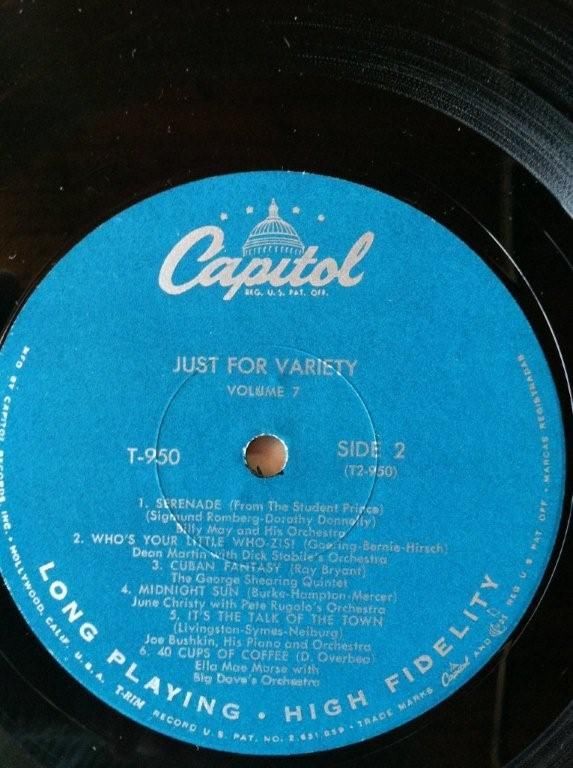 Capitol
REG. U.S. PAT. OFF.
JUST FOR VARIETY
VOLUME 7
T-950
SIDE 2
(T2-950)
1. SERENADE (From The Student Prince)
(Sigmund Romberg-Dorothy Donnelly)
Billy May and His Orchestra
2. WHO'S YOUR LITTLE WHO-ZIS! (Goering-Bernie-Hirsch)
Dean Martin with Dick Stabile's Orchestra
3. CUBAN FANTASY (Ray Bryant)
The George Shearing Quintet
4. MIDNIGHT SUN (Burke-Hampton-Mercer)
June Christy with Pete Rugolo's Orchestra
5. IT'S THE TALK OF THE TOWN
(Livingston-Symes-Neiburg)
Joe Bushkin, His Piano and Orchestra
6. 40 CUPS OF COFFEE (D. Overbea)
Ella Mae Morse with
Big Dave's Orchestra
LONG PLAYING • HIGH FIDELITY
MFD BY CAPITOL RECORDS INC. • HOLLYWOOD, CALIF. U.S.A. T-RIM RECORD U.S. PAT. NO. 2,631,859 • TRADE MARKS Capitol AND REG U S PAT OFF • MARCAS REGISTRADAS